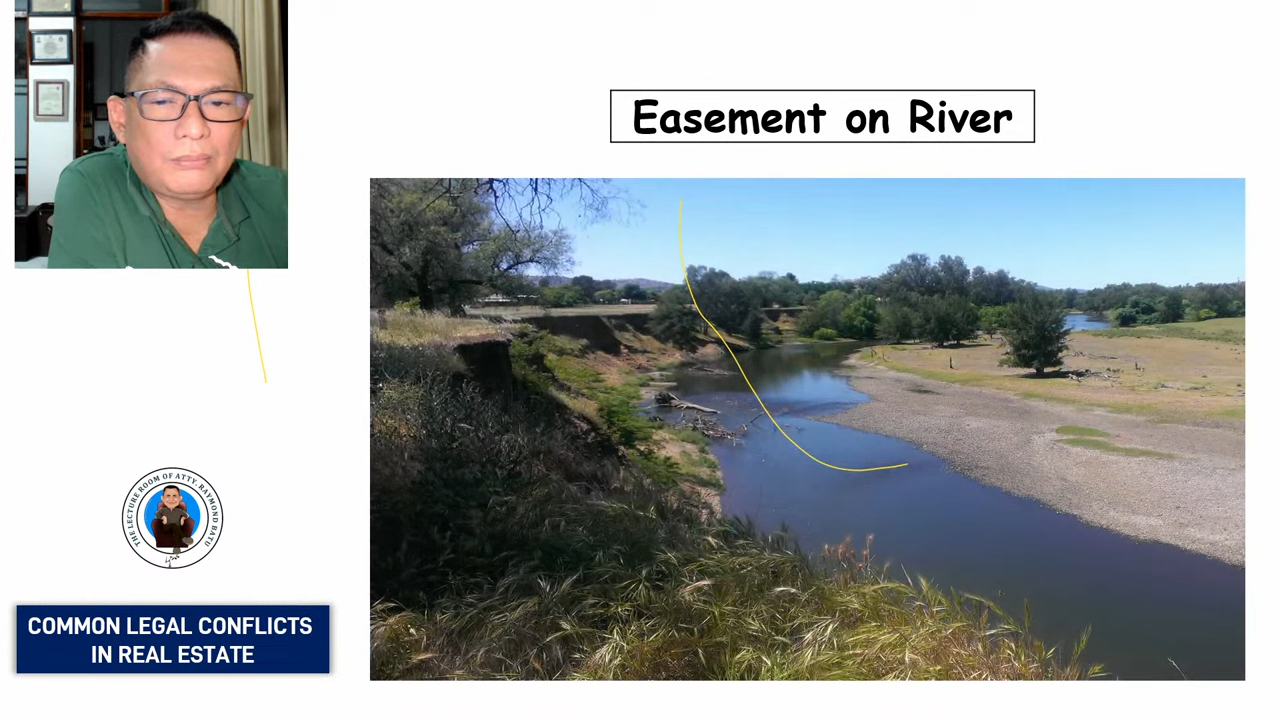 Easement on River
THE LECTURE ROOM OF ATTY. RAYMOND BATU
COMMON LEGAL CONFLICTS
IN REAL ESTATE